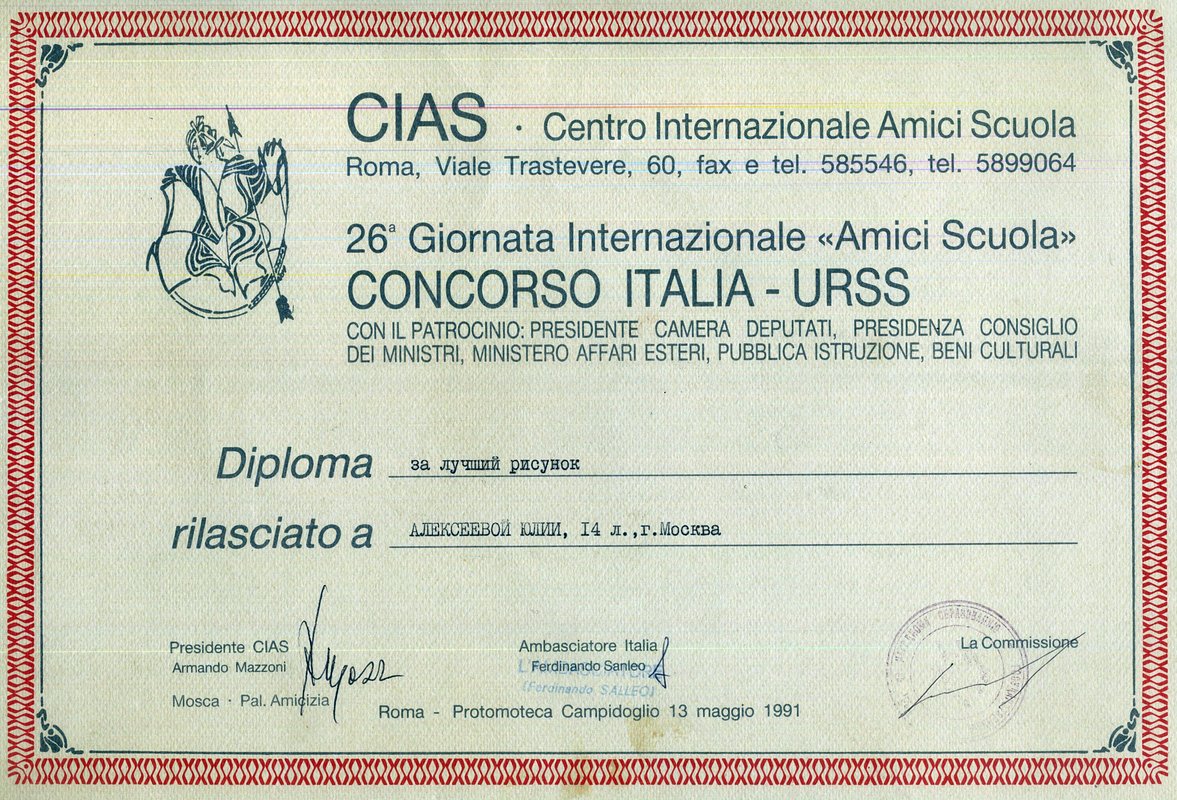 CIAS · Centro Internazionale Amici Scuola
Roma, Viale Trastevere, 60, fax e tel. 585546, tel. 5899064
26ª Giornata Internazionale «Amici Scuola»
CONCORSO ITALIA - URSS
CON IL PATROCINIO: PRESIDENTE CAMERA DEPUTATI, PRESIDENZA CONSIGLIO
DEI MINISTRI, MINISTERO AFFARI ESTERI, PUBBLICA ISTRUZIONE, BENI CULTURALI
Diploma за лучший рисунок
rilasciato a АЛЕКСЕЕВОЙ ЮЛИИ, 14 л.,г.Москва
Presidente CIAS
Armando Mazzoni
Mosca · Pal. Amicizia
Ambasciatore Italia
Ferdinando Sanleo
L'AMBASCIATORE
(Ferdinando SALLEO)
La Commissione
Roma - Protomoteca Campidoglio 13 maggio 1991